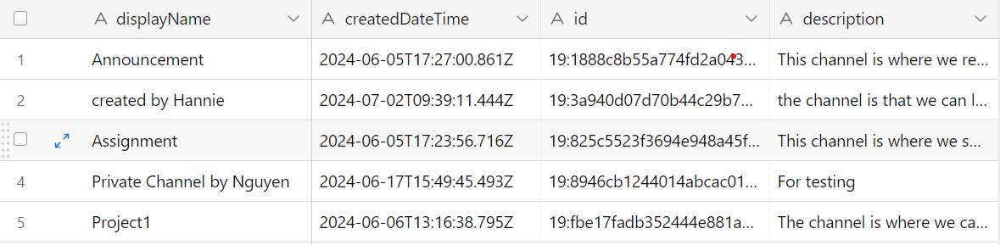 displayName createdDateTime id description
1 Announcement 2024-06-05T17:27:00.861Z 19:1888c8b55a774fd2a043... This channel is where we re...
2 created by Hannie 2024-07-02T09:39:11.444Z 19:3a940d07d70b44c29b7... the channel is that we can l...
Assignment 2024-06-05T17:23:56.716Z 19:825c5523f3694e948a45f... This channel is where we s...
4 Private Channel by Nguyen 2024-06-17T15:49:45.493Z 19:8946cb1244014abcac01... For testing
5 Project1 2024-06-06T13:16:38.795Z 19:fbe17fadb352444e881a... The channel is where we ca...